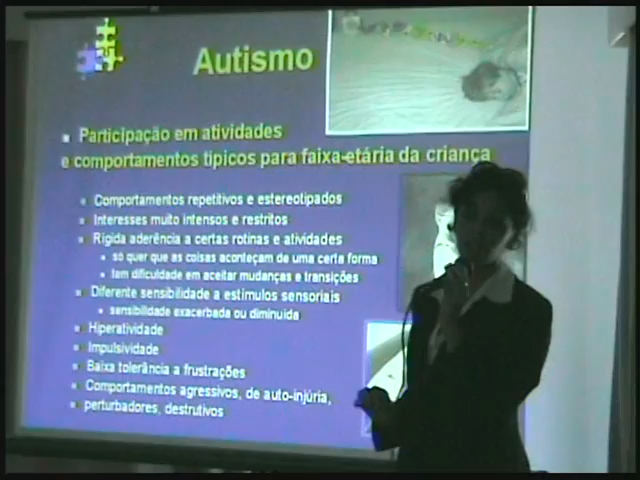 Autismo
Participação em atividades
e comportamentos típicos para faixa-etária da criança
Comportamentos repetitivos e estereotipados
Interesses muito intensos e restritos
Rígida aderência a certas rotinas e atividades
só quer que as coisas aconteçam de uma certa forma
tem dificuldade em aceitar mudanças e transições
Diferente sensibilidade a estímulos sensoriais
sensibilidade exacerbada ou diminuída
Hiperatividade
Impulsividade
Baixa tolerância a frustrações
Comportamentos agressivos, de auto-injúria,
perturbadores, destrutivos